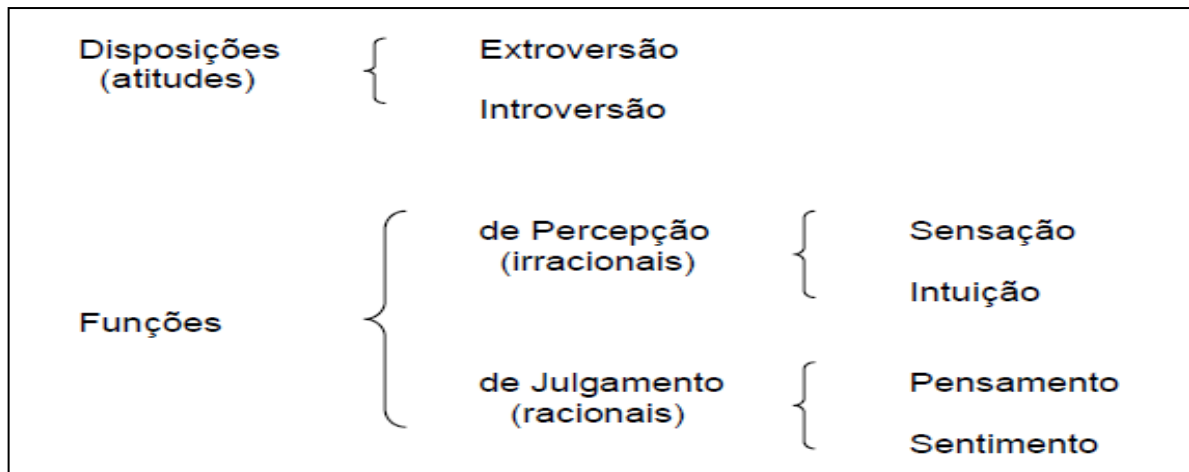 Disposições
(atitudes)
Extroversão
Introversão
Funções
de Percepção
(irracionais)
Sensação
Intuição
de Julgamento
(racionais)
Pensamento
Sentimento